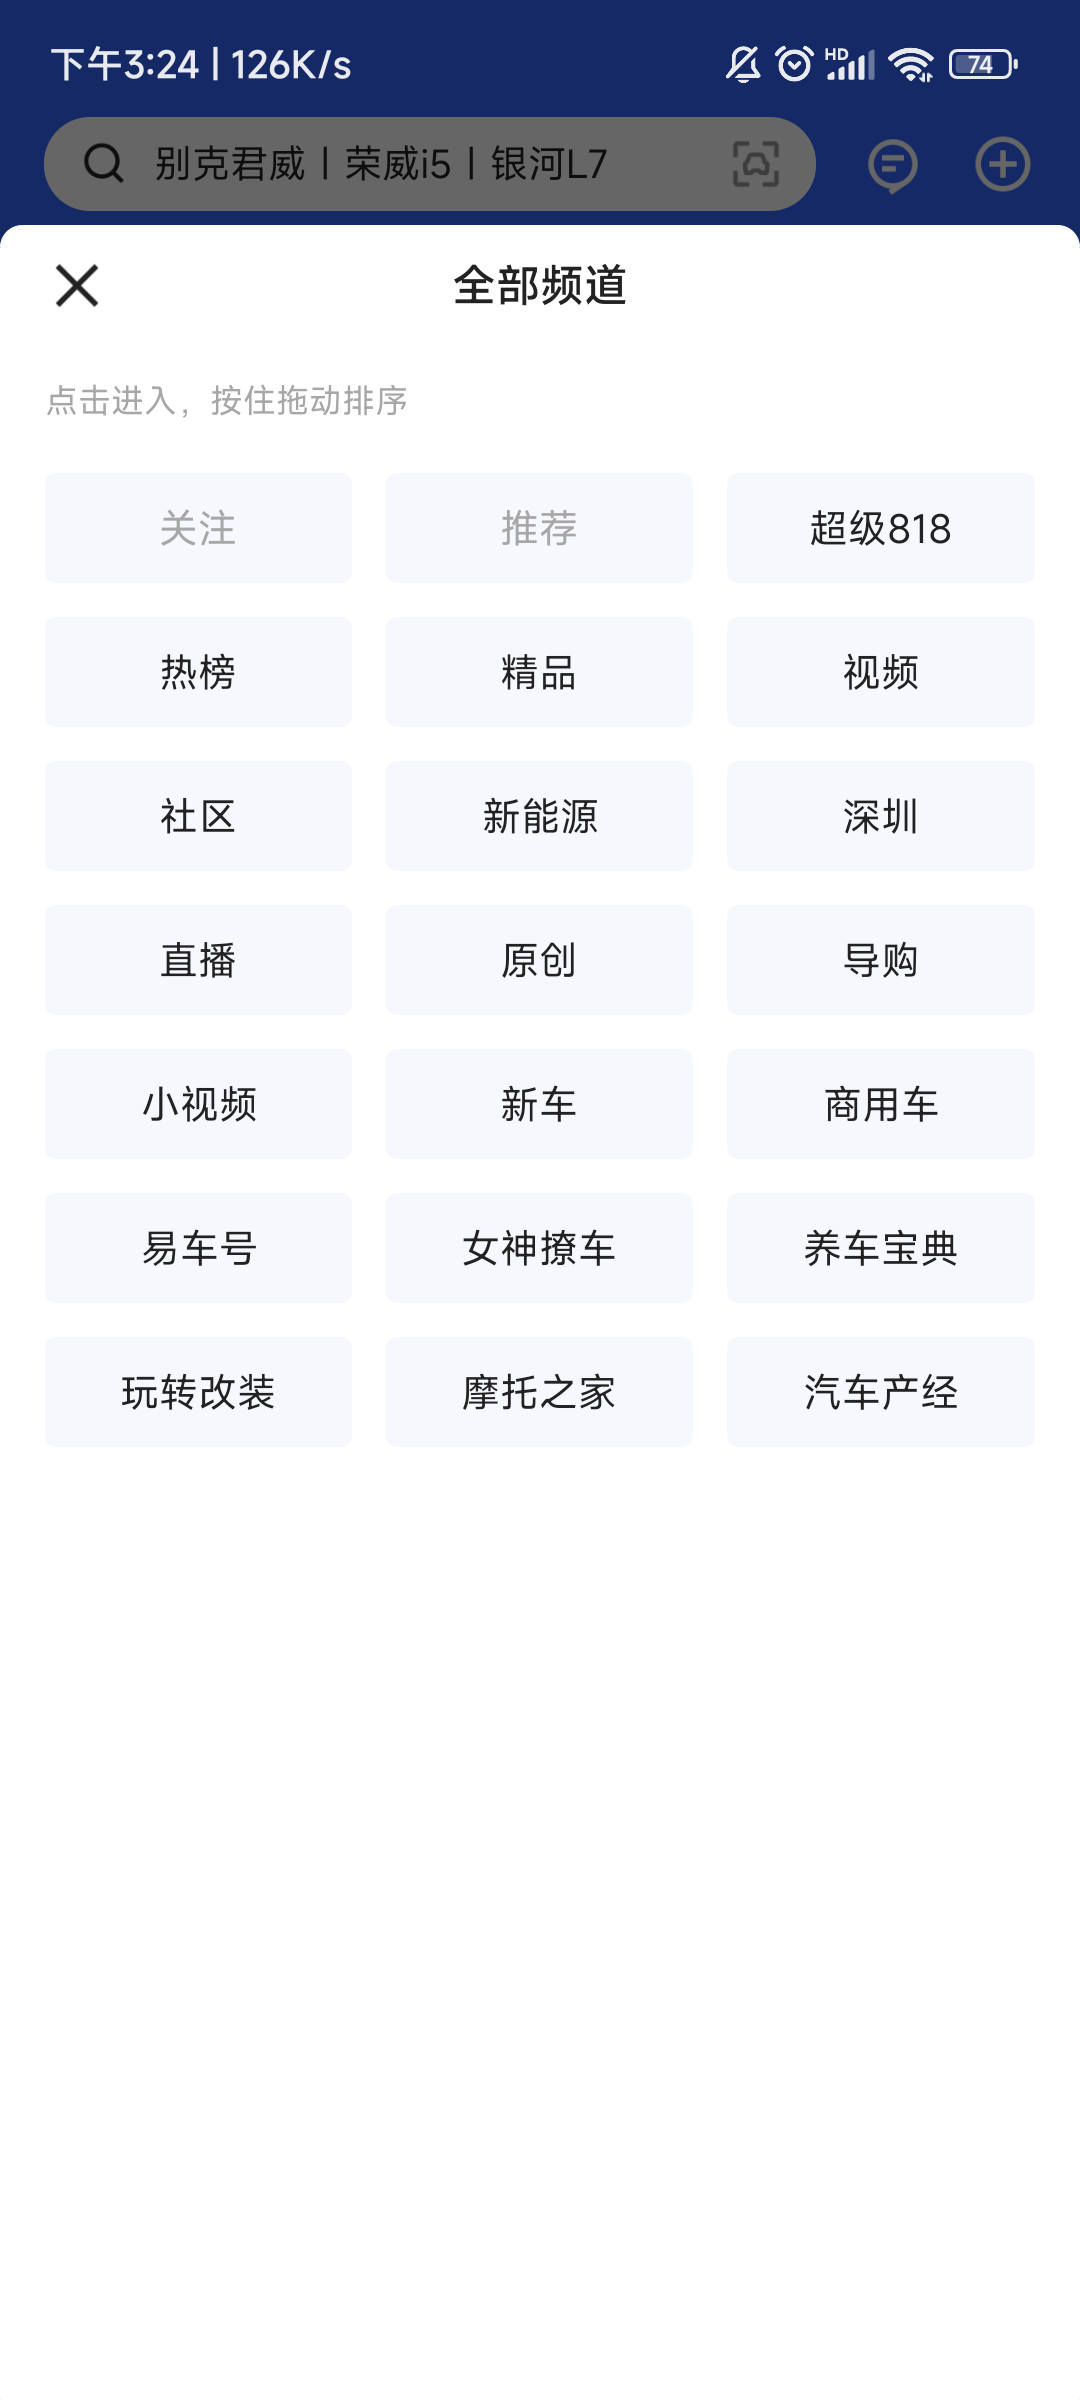 下午3:24 | 126K/s
HD
74
别克君威 | 荣威i5 | 银河L7
全部频道
点击进入，按住拖动排序
关注 推荐 超级818
热榜 精品 视频
社区 新能源 深圳
直播 原创 导购
小视频 新车 商用车
易车号 女神撩车 养车宝典
玩转改装 摩托之家 汽车产经